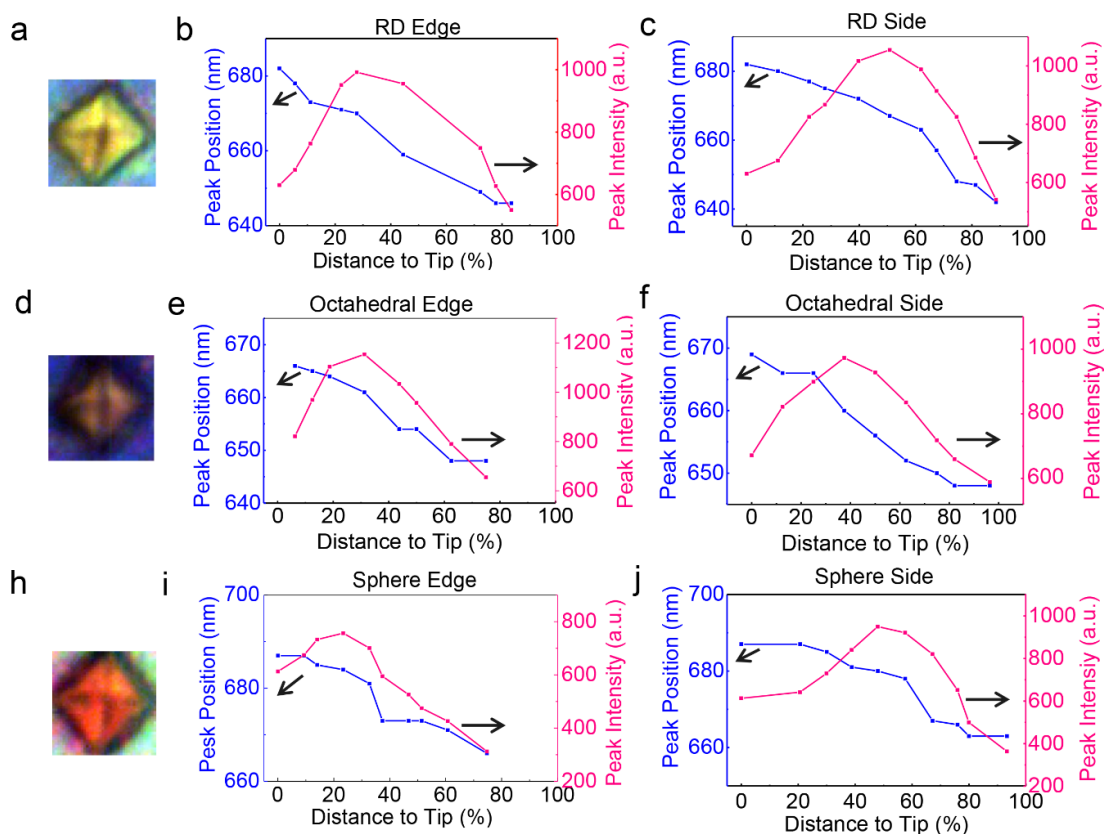 a
b
RD Edge
Peak Position (nm)
680
660
640
0 20 40 60 80 100
Distance to Tip (%)
1000
800
600
Peak Intensity (a.u.)
c
RD Side
Peak Position (nm)
680
660
640
0 20 40 60 80 100
Distance to Tip (%)
1000
800
600
Peak Intensity (a.u.)
d
e
Octahedral Edge
Peak Position (nm)
670
660
650
640
0 20 40 60 80 100
Distance to Tip (%)
1200
1000
800
600
Peak Intensity (a.u.)
f
Octahedral Side
Peak Position (nm)
670
660
650
0 20 40 60 80 100
Distance to Tip (%)
1000
800
600
Peak Intensity (a.u.)
h
i
Sphere Edge
Pesk Position (nm)
700
680
660
0 20 40 60 80 100
Distance to Tip (%)
800
600
400
200
Peak Intensity (a.u.)
j
Sphere Side
Peak Position (nm)
700
680
660
0 20 40 60 80 100
Distance to Tip (%)
1000
800
600
400
200
Peak Intensity (a.u.)